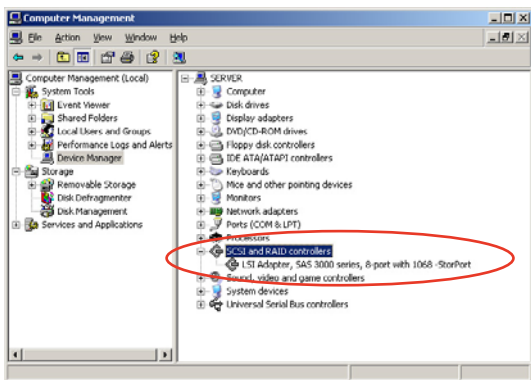 Computer Management
File Action View Window Help
Computer Management (Local)
System Tools
Event Viewer
Shared Folders
Local Users and Groups
Performance Logs and Alerts
Device Manager
Storage
Removable Storage
Disk Defragmenter
Disk Management
Services and Applications
SERVER
Computer
Disk drives
Display adapters
DVD/CD-ROM drives
Floppy disk controllers
IDE ATA/ATAPI controllers
Keyboards
Mice and other pointing devices
Monitors
Network adapters
Ports (COM & LPT)
Processors
SCSI and RAID controllers
LSI Adapter, SAS 3000 series, 8-port with 1068 -StorPort
Sound, video and game controllers
System devices
Universal Serial Bus controllers